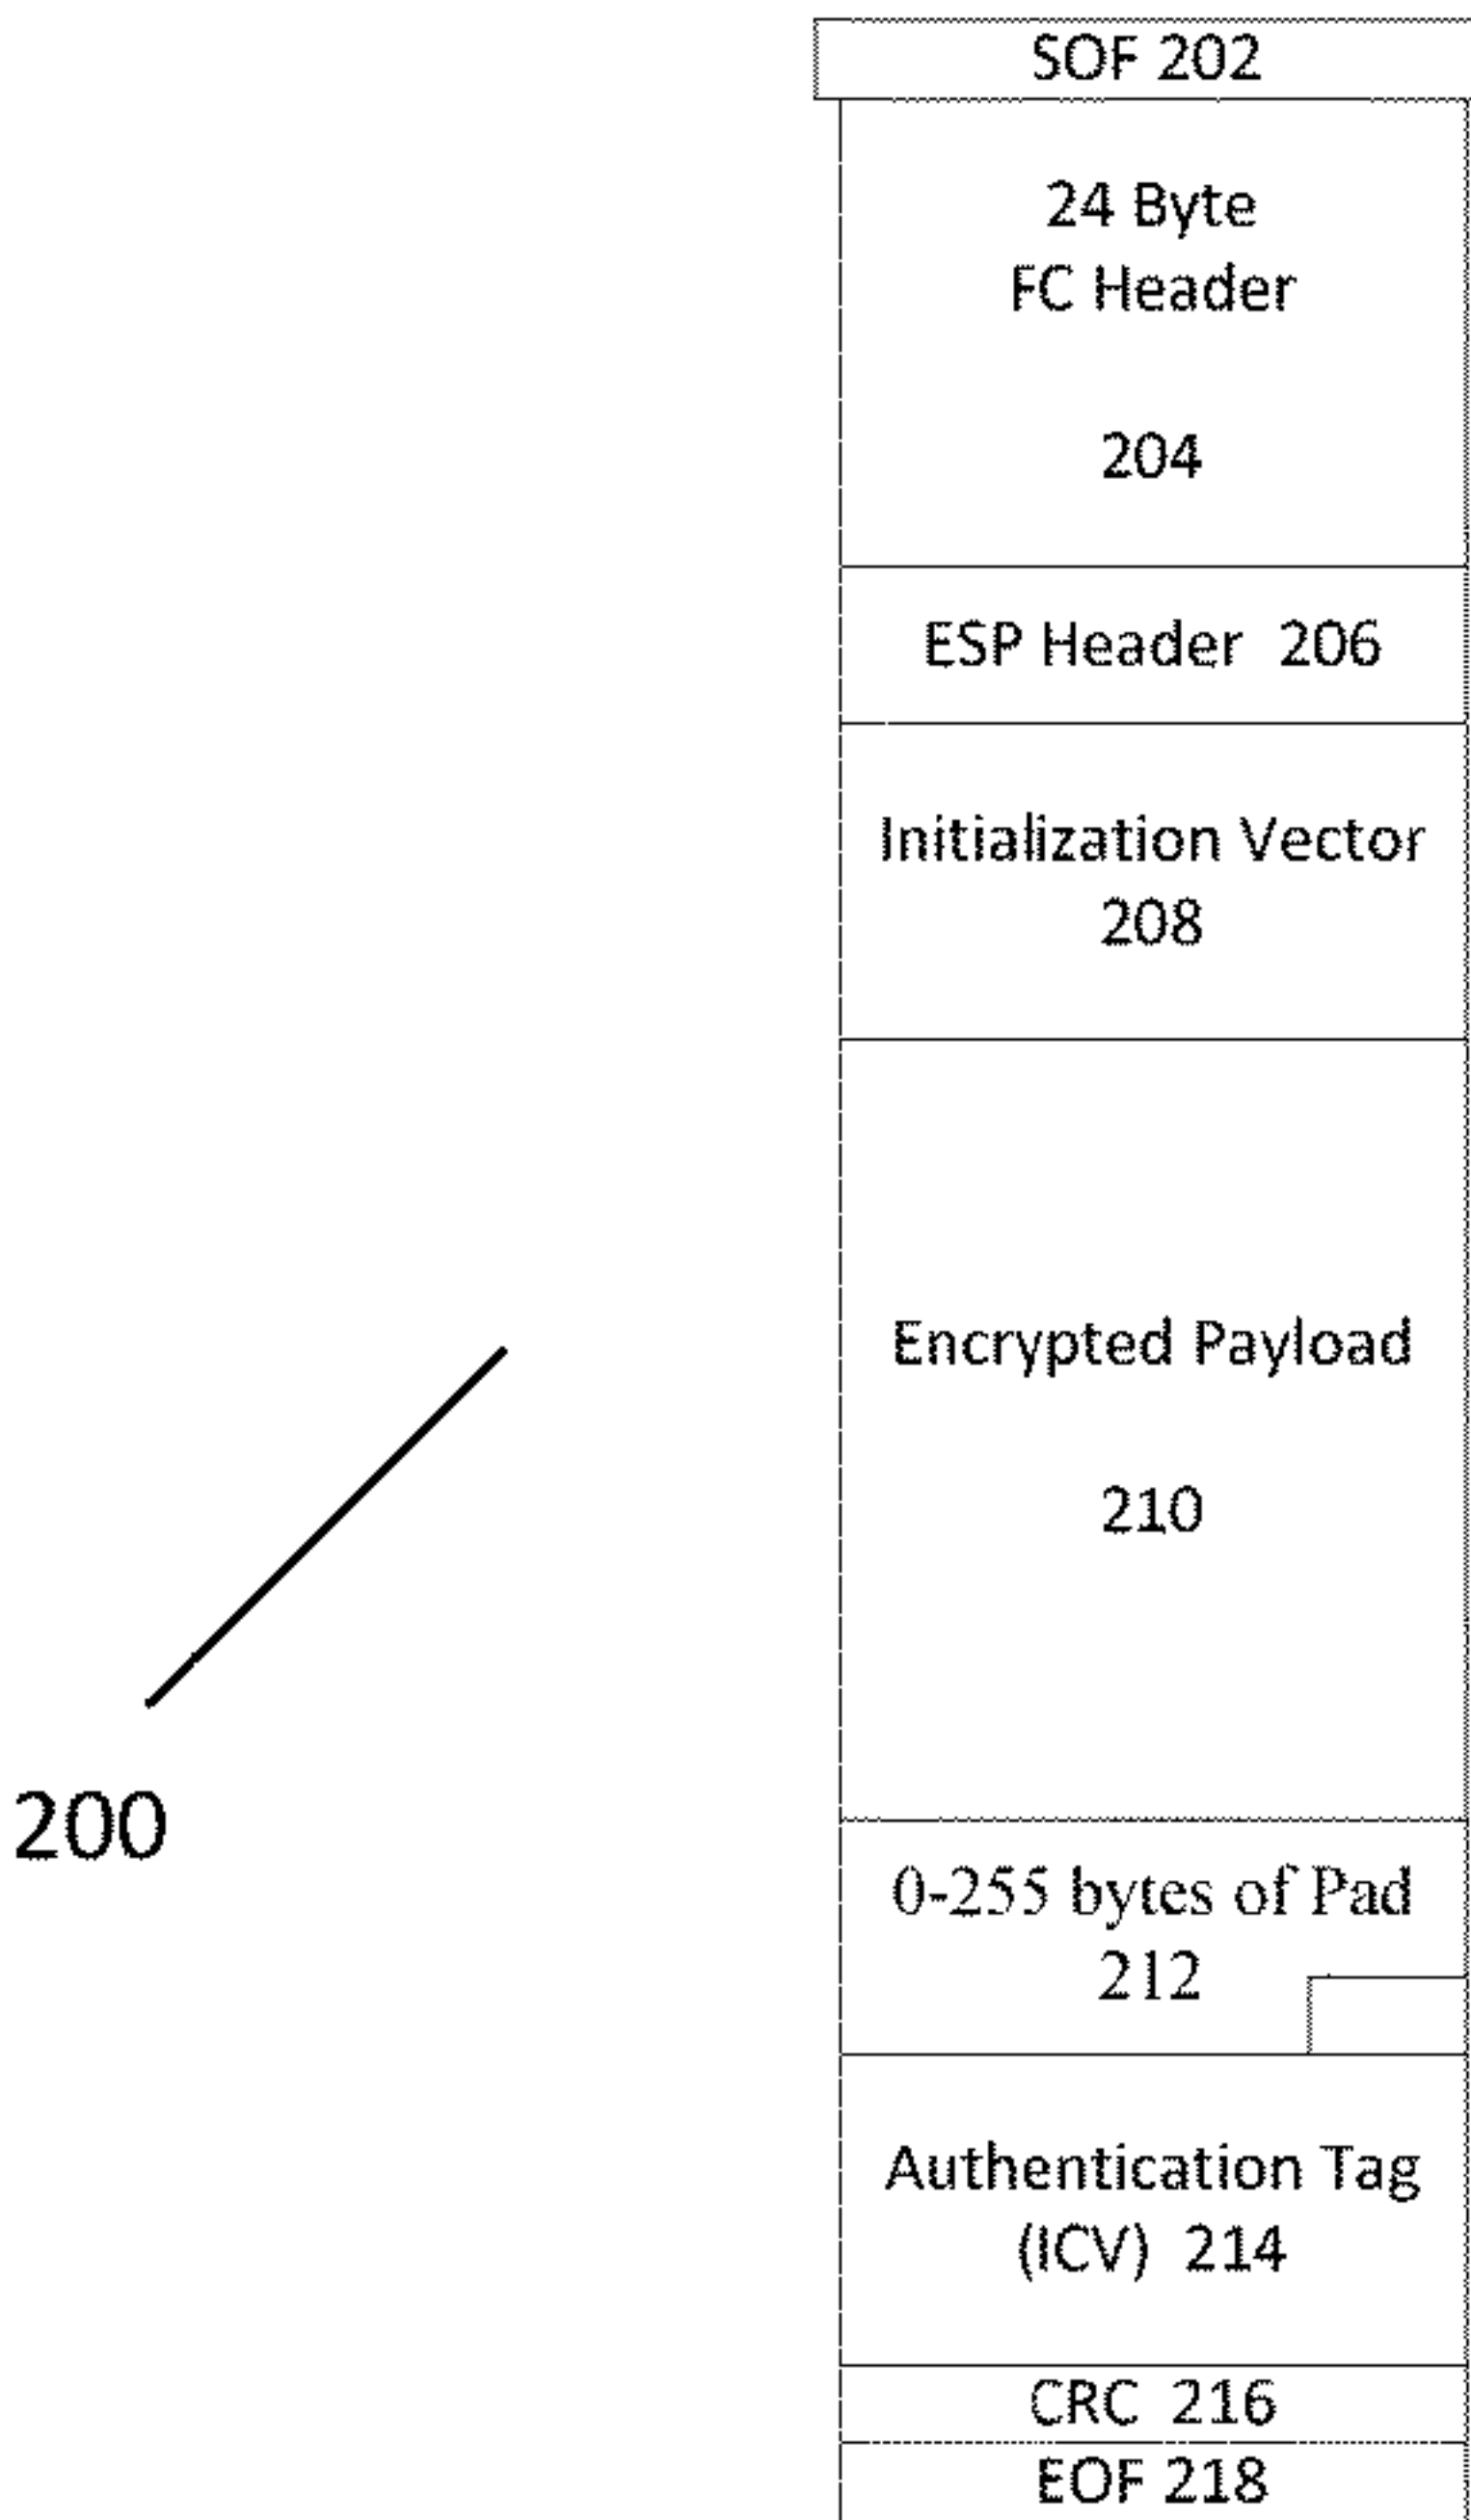 SOF 202
24 Byte
FC Header
204
ESP Header 206
Initialization Vector
208
Encrypted Payload
210
200
0-255 bytes of Pad
212
Authentication Tag
(ICV) 214
CRC 216
EOF 218